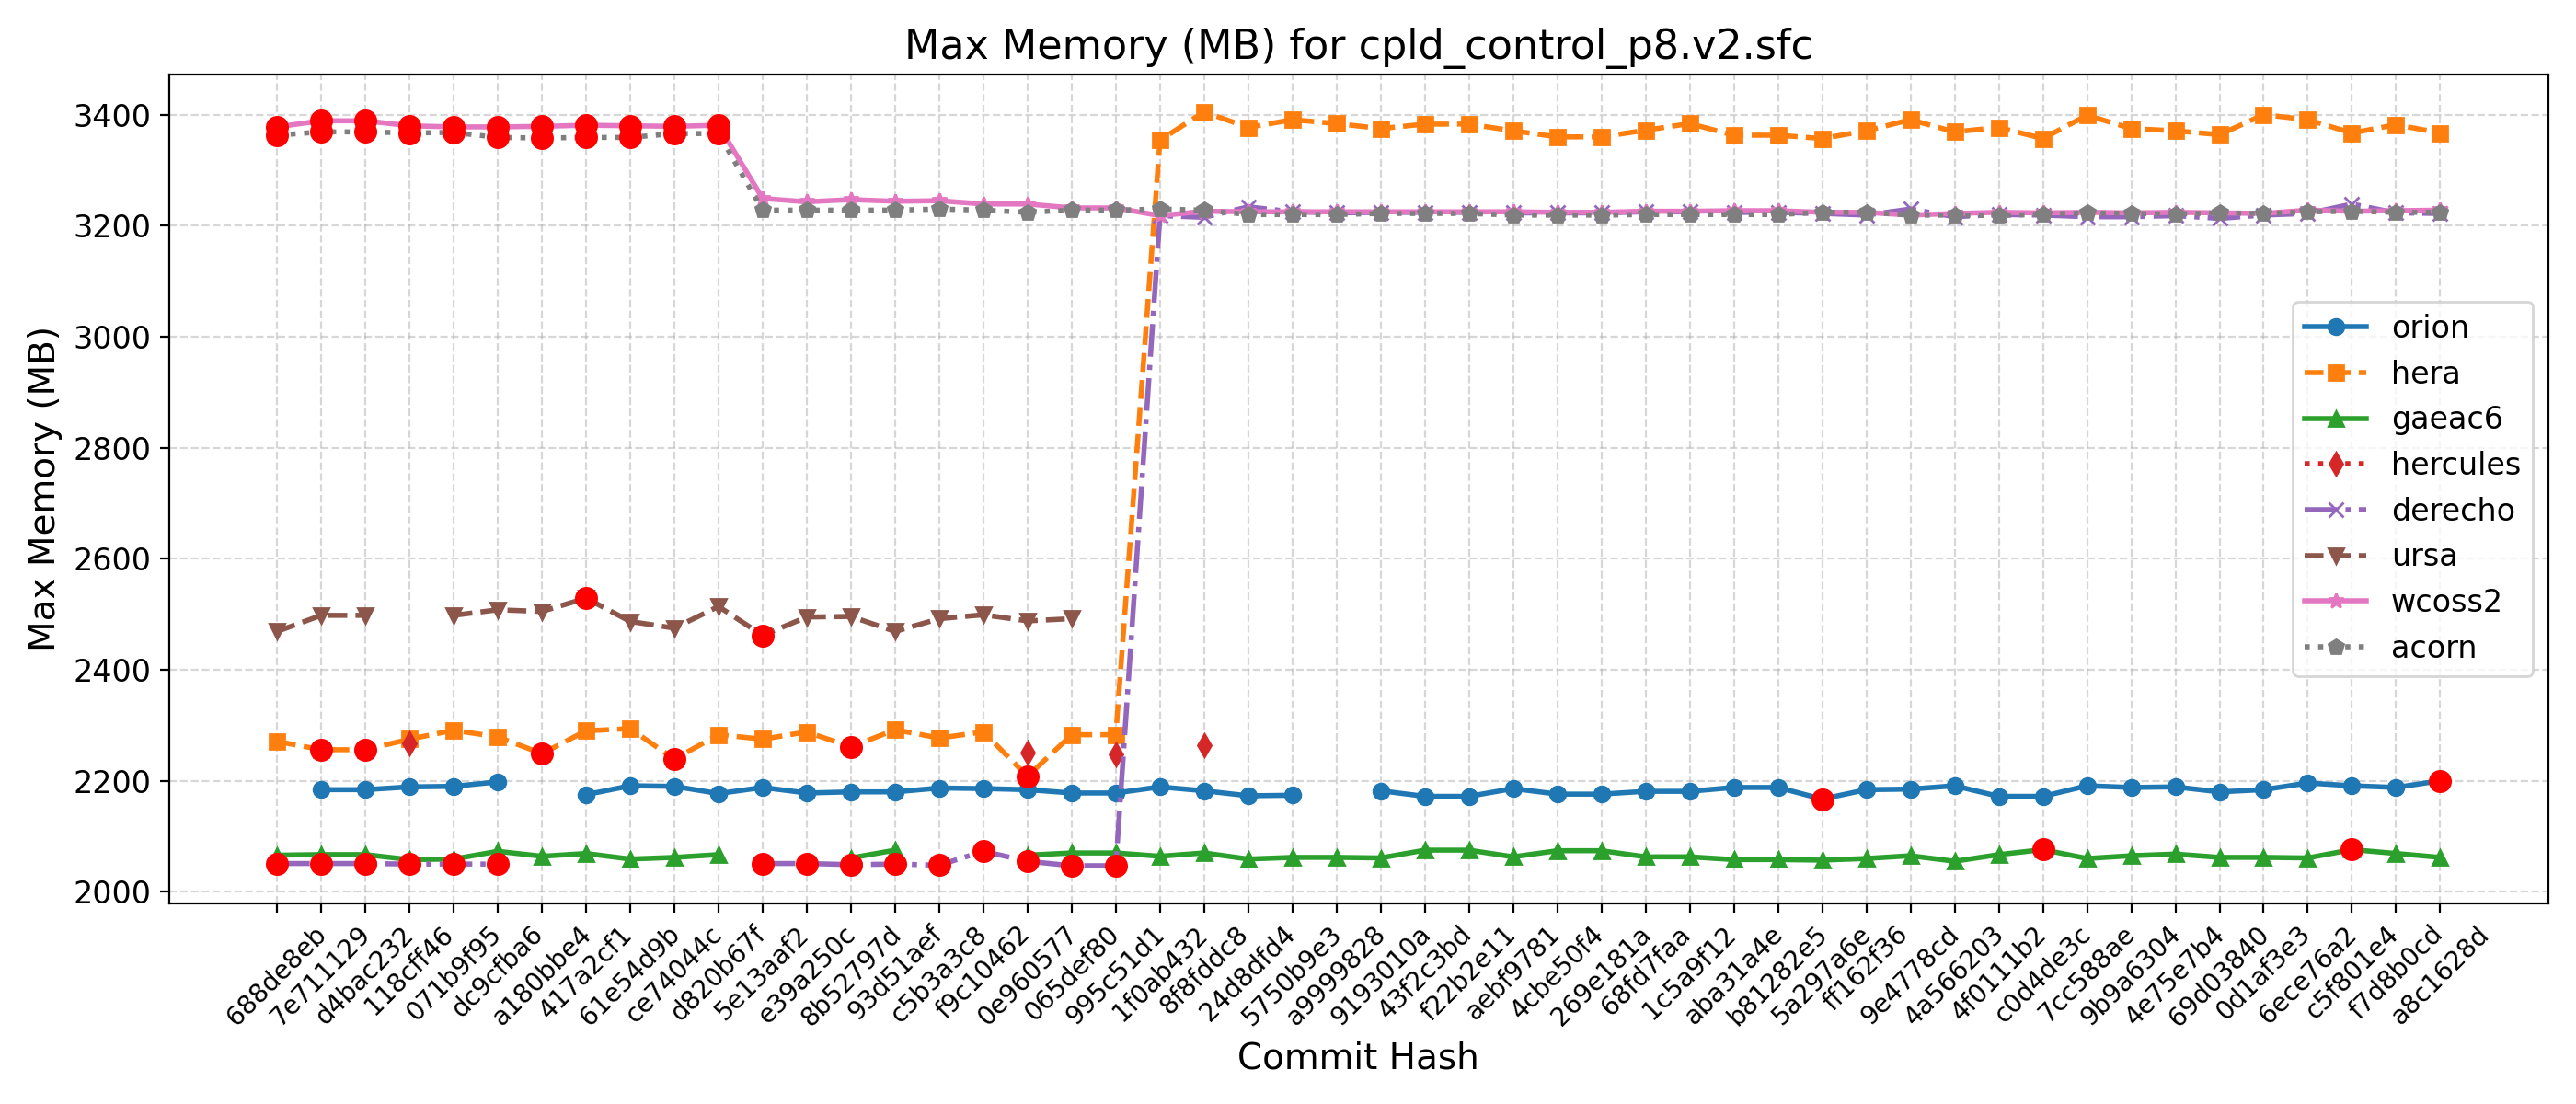 Max Memory (MB) for cpld_control_p8.v2.sfc
Max Memory (MB)
3400
3200
3000
2800
2600
2400
2200
2000
orion
hera
gaeac6
hercules
derecho
ursa
wcoss2
acorn
688de8eb
7e711129
d4bac232
118cff46
071b9f95
dc9cfba6
a180bbe4
417a2cf1
61e54d9b
ce74044c
d820b67f
5e13aaf2
e39a250c
8b52797d
93d51aef
c5b3a3c8
f9c10462
0e960577
065def80
995c51d1
1f0ab432
8f8fddc8
24d8dfd4
5750b9e3
a9999828
9193010a
43f2c3bd
f22b2e11
aebf9781
4cbe50f4
269e181a
68fd7faa
1c5a9f12
aba31a4e
b81282e5
5a297a6e
ff162f36
9e4778cd
4a566203
4f0111b2
c0d4de3c
7cc588ae
9b9a6304
4e75e7b4
69d03840
0d1af3e3
6ece76a2
c5f801e4
f7d8b0cd
a8c1628d
Commit Hash